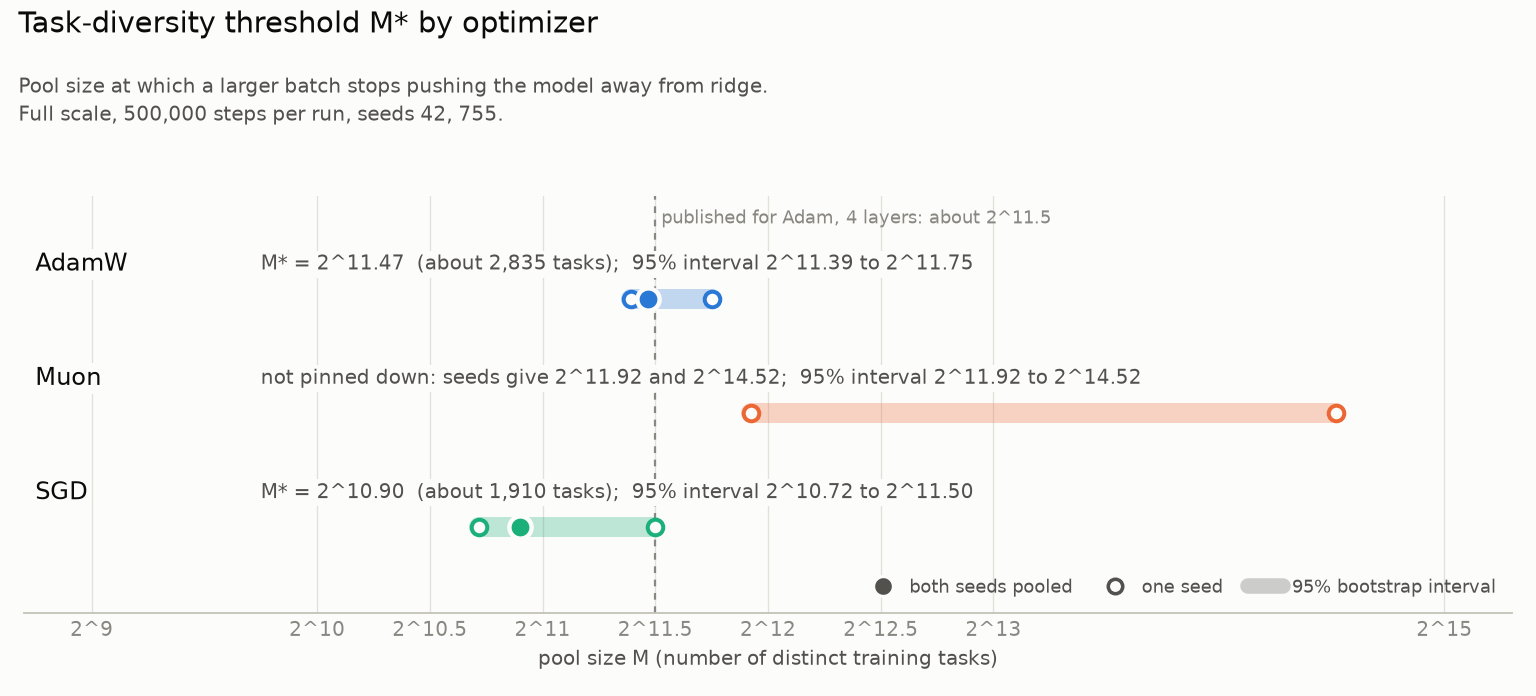 Task-diversity threshold M* by optimizer
Pool size at which a larger batch stops pushing the model away from ridge.
Full scale, 500,000 steps per run, seeds 42, 755.
published for Adam, 4 layers: about 2^11.5
AdamW
M* = 2^11.47 (about 2,835 tasks); 95% interval 2^11.39 to 2^11.75
Muon
not pinned down: seeds give 2^11.92 and 2^14.52; 95% interval 2^11.92 to 2^14.52
SGD
M* = 2^10.90 (about 1,910 tasks); 95% interval 2^10.72 to 2^11.50
both seeds pooled
one seed
95% bootstrap interval
2^9 2^10 2^10.5 2^11 2^11.5 2^12 2^12.5 2^13 2^15
pool size M (number of distinct training tasks)